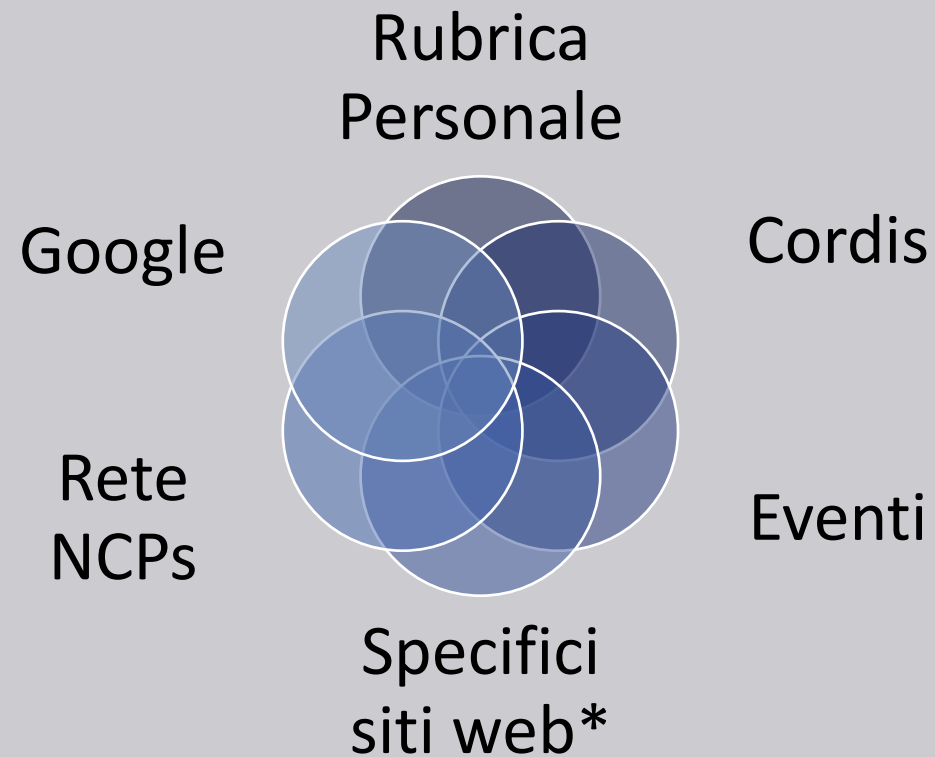 Rubrica
Personale
Google
Cordis
Rete
NCPs
Eventi
Specifici
siti web*